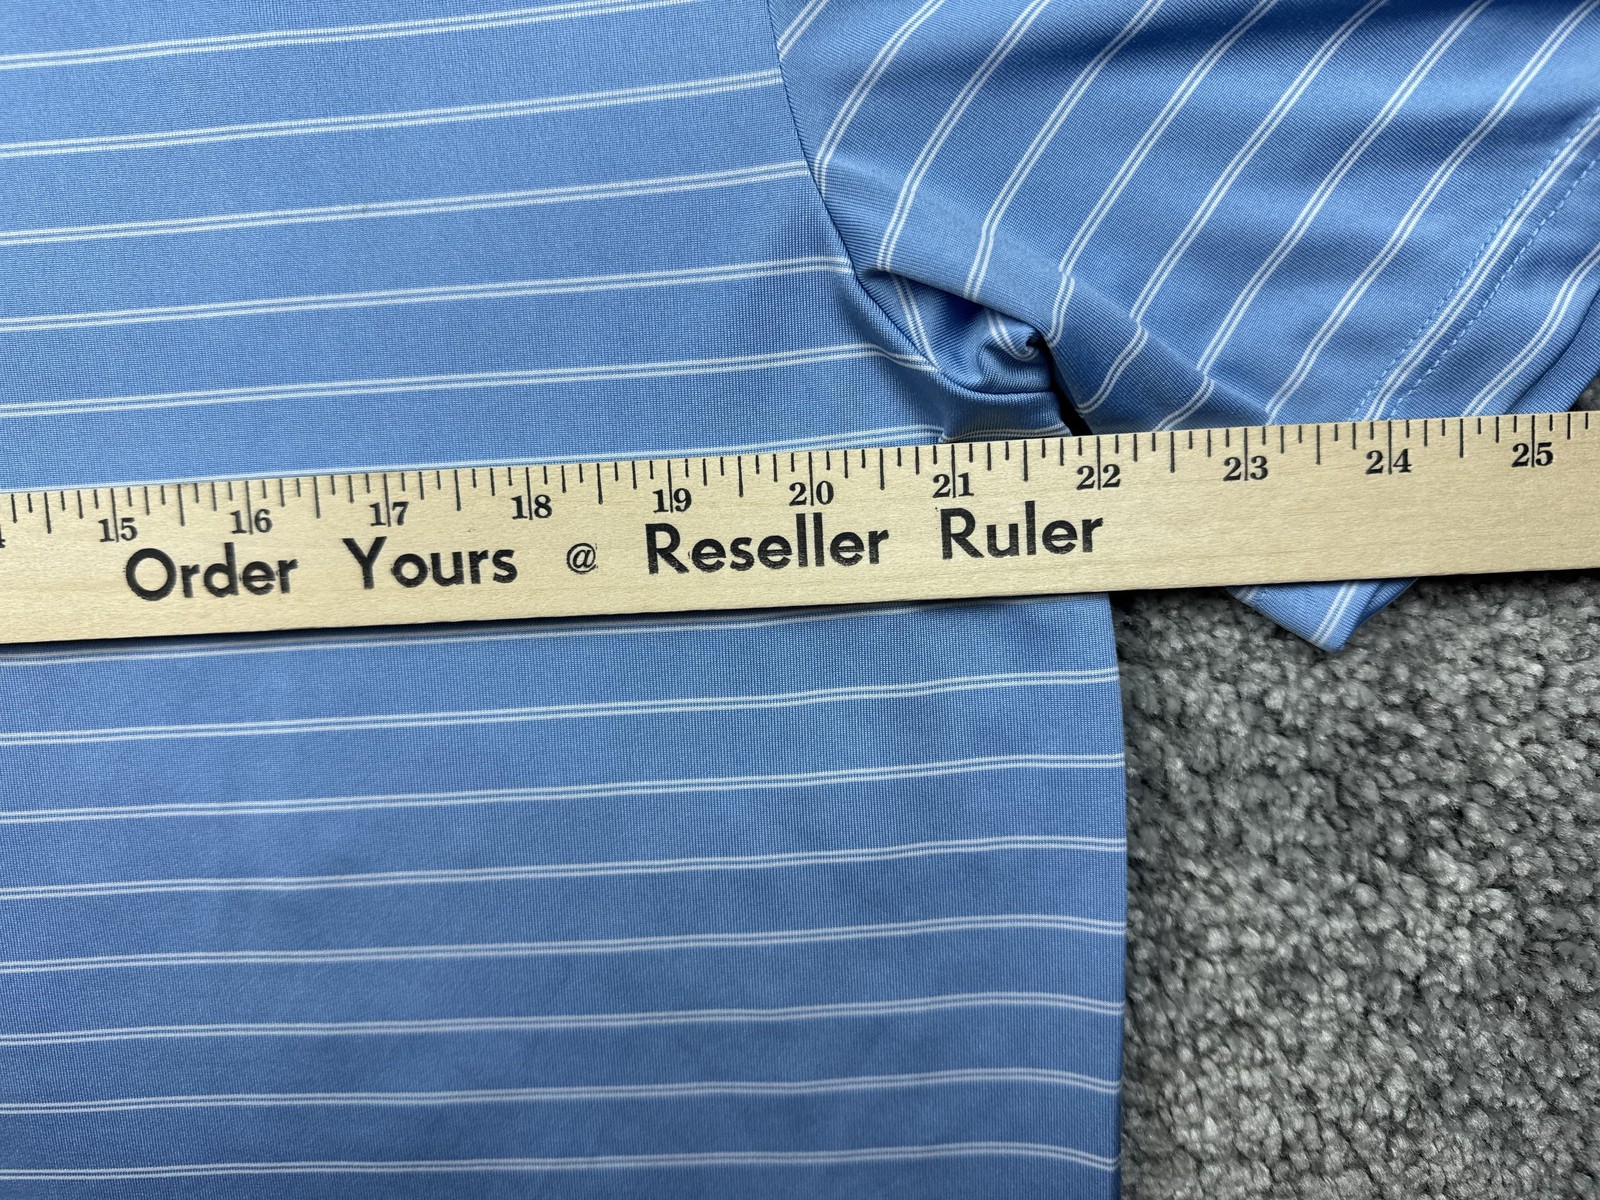 15 16 17 18 19 20 21 22 23 24 25
Order Yours @ Reseller Ruler